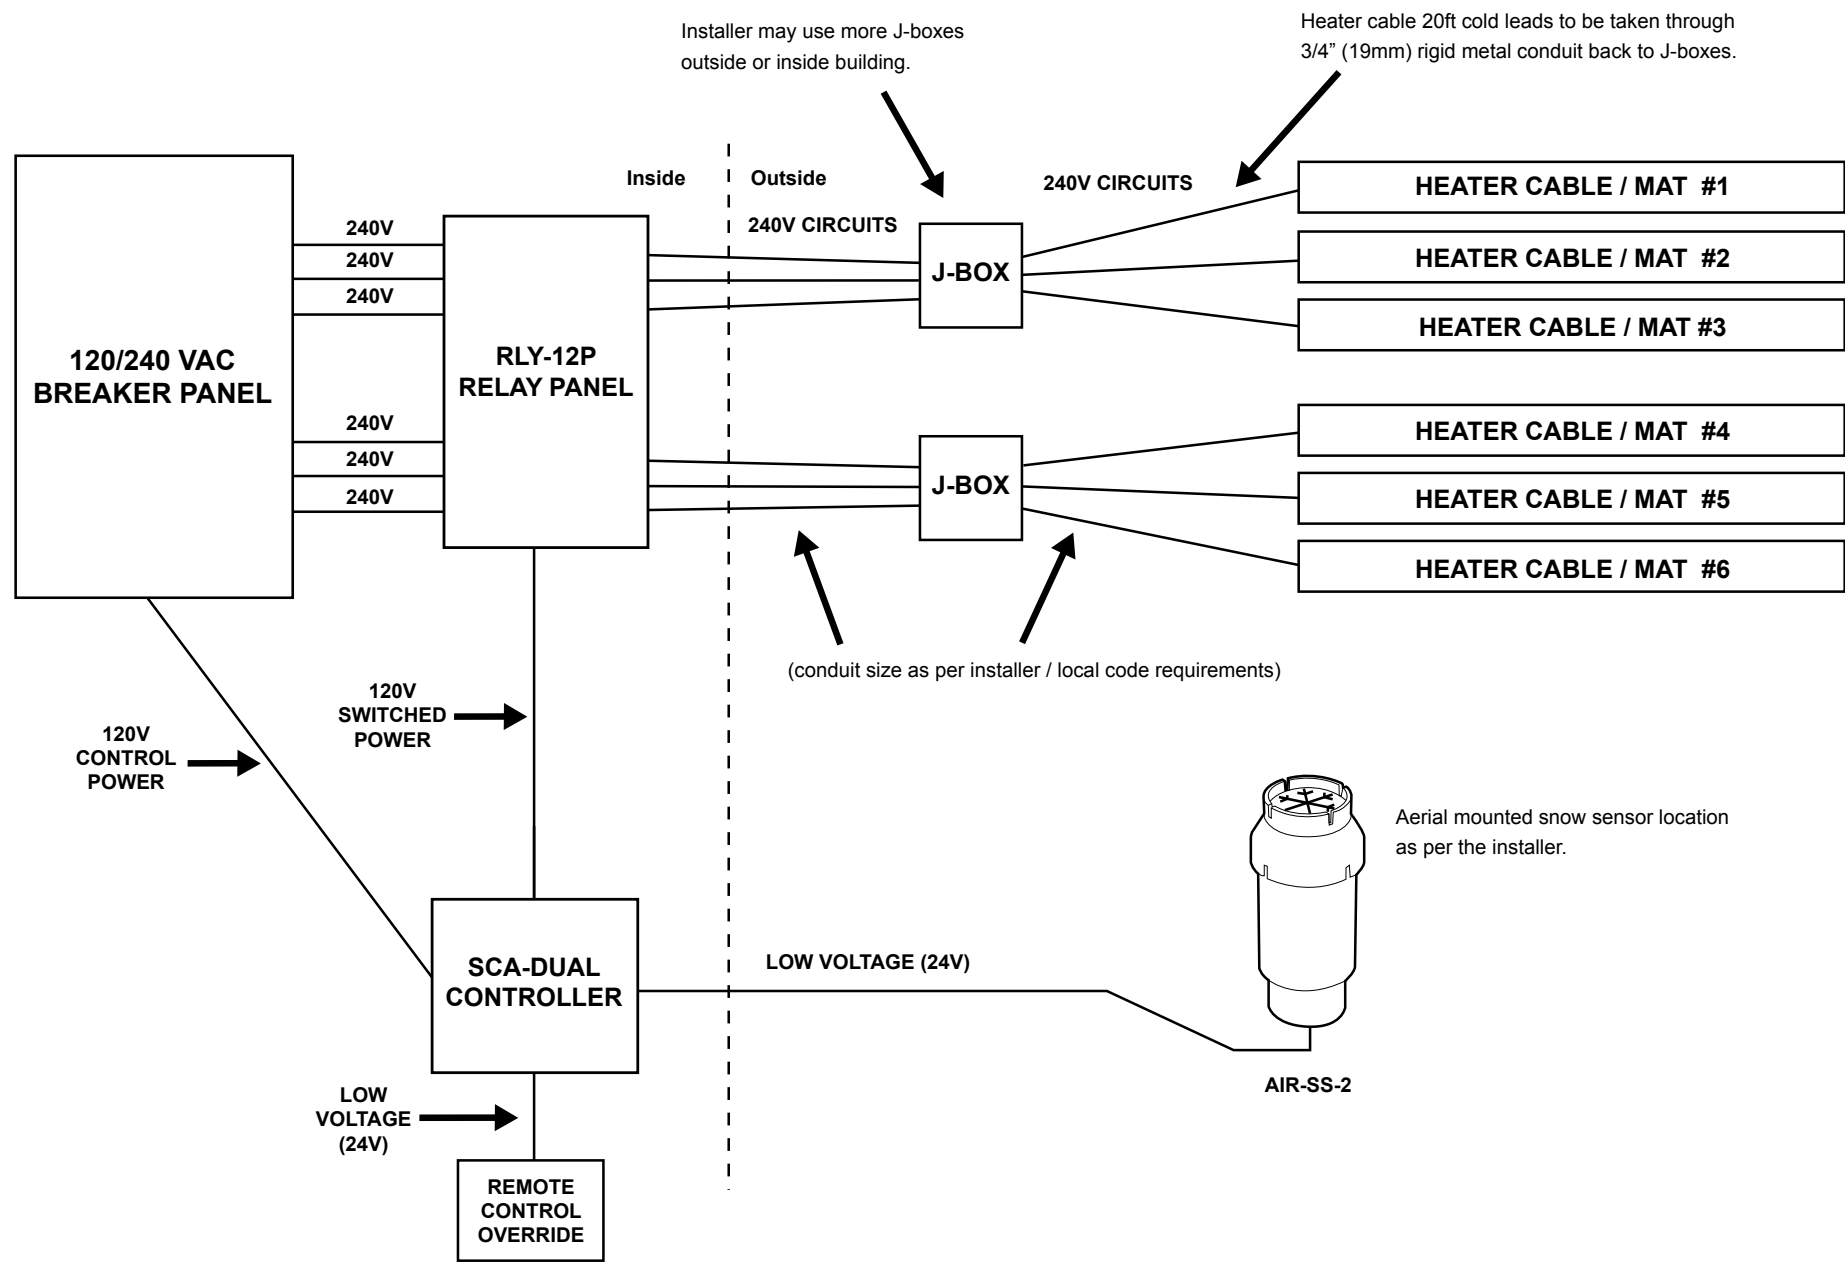 Installer may use more J-boxes
outside or inside building.
Heater cable 20ft cold leads to be taken through
3/4” (19mm) rigid metal conduit back to J-boxes.
Inside
Outside
240V CIRCUITS
240V CIRCUITS
120/240 VAC
BREAKER PANEL
240V
240V
240V
240V
240V
240V
RLY-12P
RELAY PANEL
J-BOX
J-BOX
HEATER CABLE / MAT #1
HEATER CABLE / MAT #2
HEATER CABLE / MAT #3
HEATER CABLE / MAT #4
HEATER CABLE / MAT #5
HEATER CABLE / MAT #6
(conduit size as per installer / local code requirements)
120V
SWITCHED
POWER
120V
CONTROL
POWER
Aerial mounted snow sensor location
as per the installer.
SCA-DUAL
CONTROLLER
LOW VOLTAGE (24V)
AIR-SS-2
LOW
VOLTAGE
(24V)
REMOTE
CONTROL
OVERRIDE